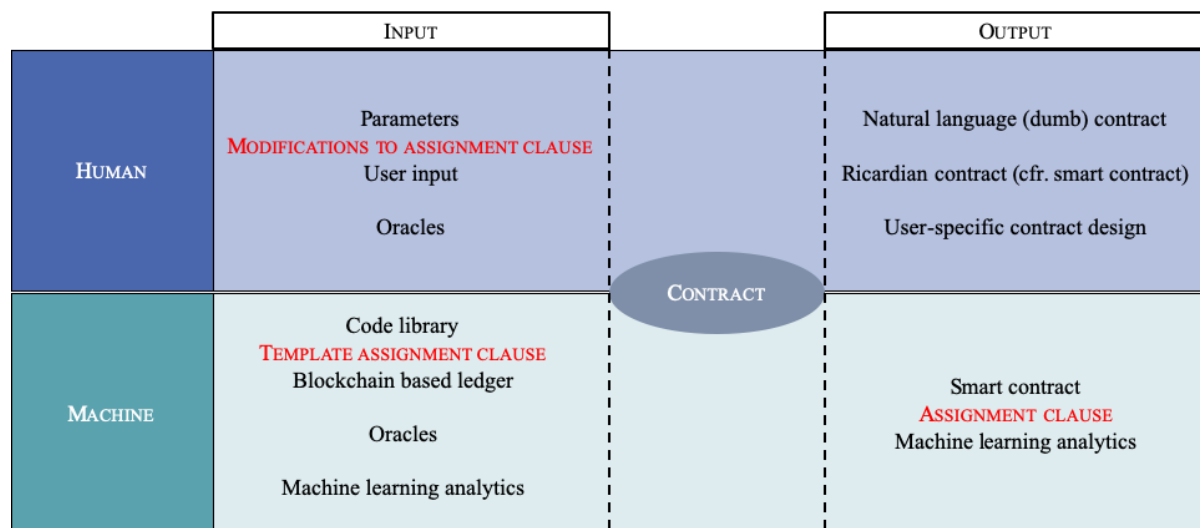 INPUT
OUTPUT
HUMAN
Parameters
MODIFICATIONS TO ASSIGNMENT CLAUSE
User input
Oracles
Natural language (dumb) contract
Ricardian contract (cfr. smart contract)
User-specific contract design
CONTRACT
MACHINE
Code library
TEMPLATE ASSIGNMENT CLAUSE
Blockchain based ledger
Oracles
Machine learning analytics
Smart contract
ASSIGNMENT CLAUSE
Machine learning analytics